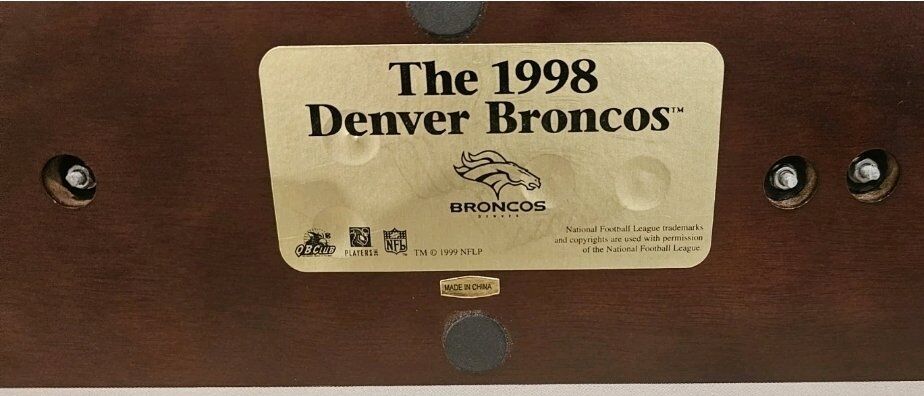 The 1998
Denver Broncos™
BRONCOS
DENVER
QB CLUB
PLAYERS
NFL
TM © 1999 NFLP
National Football League trademarks
and copyrights are used with permission
of the National Football League.
MADE IN CHINA